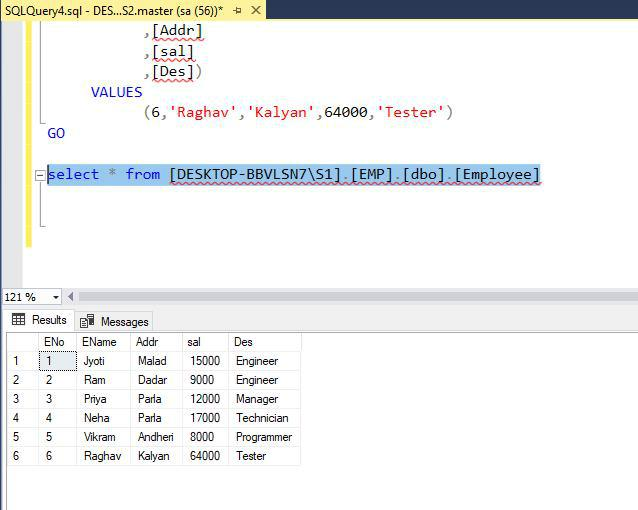 SQLQuery4.sql - DES...S2.master (sa (56))*
,[Addr]
,[sal]
,[Des])
VALUES
(6,'Raghav','Kalyan',64000,'Tester')
GO
select * from [DESKTOP-BBVLSN7\S1].[EMP].[dbo].[Employee]
121 %
Results Messages
ENo EName Addr sal Des
1 1 Jyoti Malad 15000 Engineer
2 2 Ram Dadar 9000 Engineer
3 3 Priya Parla 12000 Manager
4 4 Neha Parla 17000 Technician
5 5 Vikram Andheri 8000 Programmer
6 6 Raghav Kalyan 64000 Tester